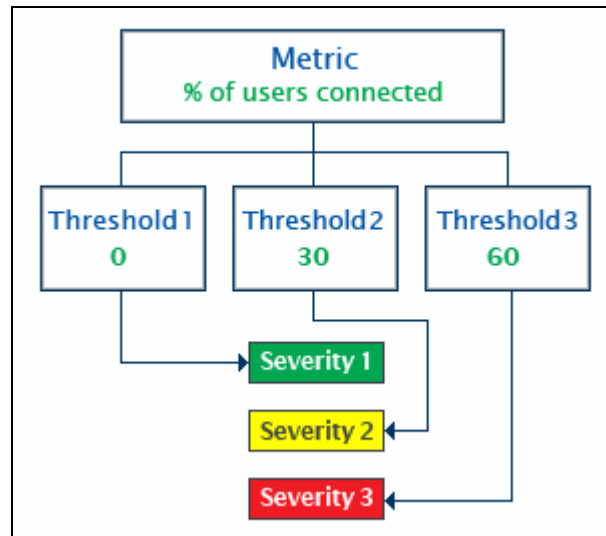 Metric
% of users connected
Threshold 1
0
Threshold 2
30
Threshold 3
60
Severity 1
Severity 2
Severity 3